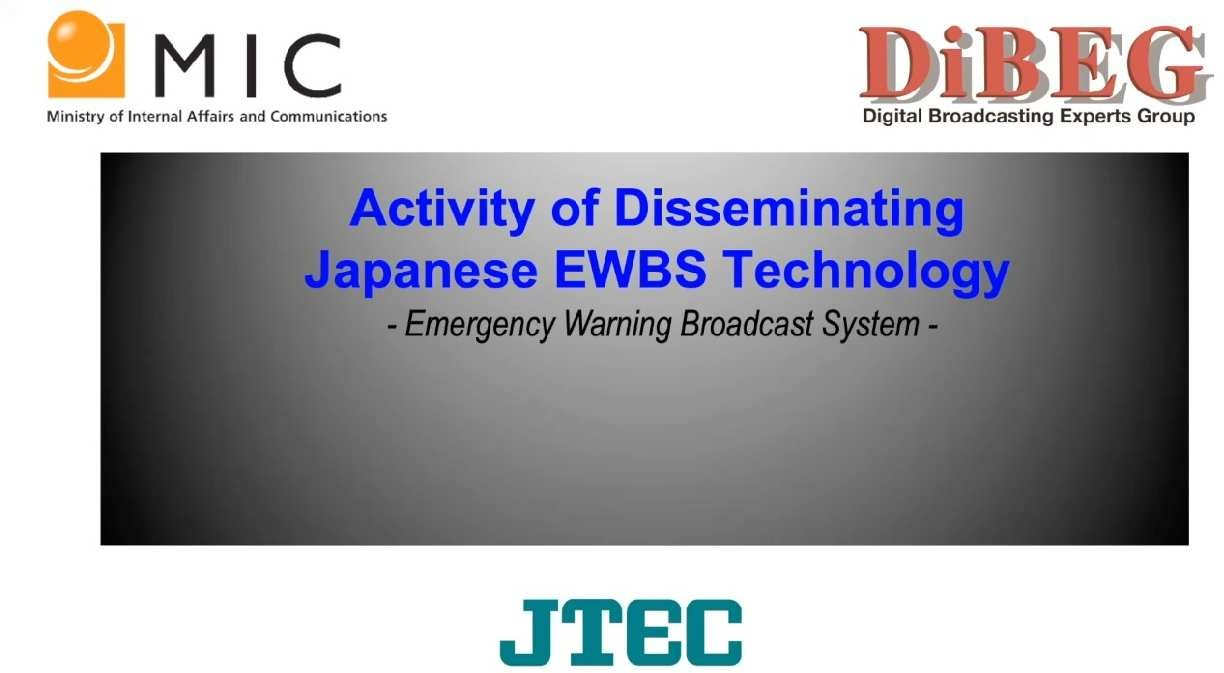 MIC
Ministry of Internal Affairs and Communications
DiBEG
Digital Broadcasting Experts Group
Activity of Disseminating
Japanese EWBS Technology
- Emergency Warning Broadcast System -
JTEC